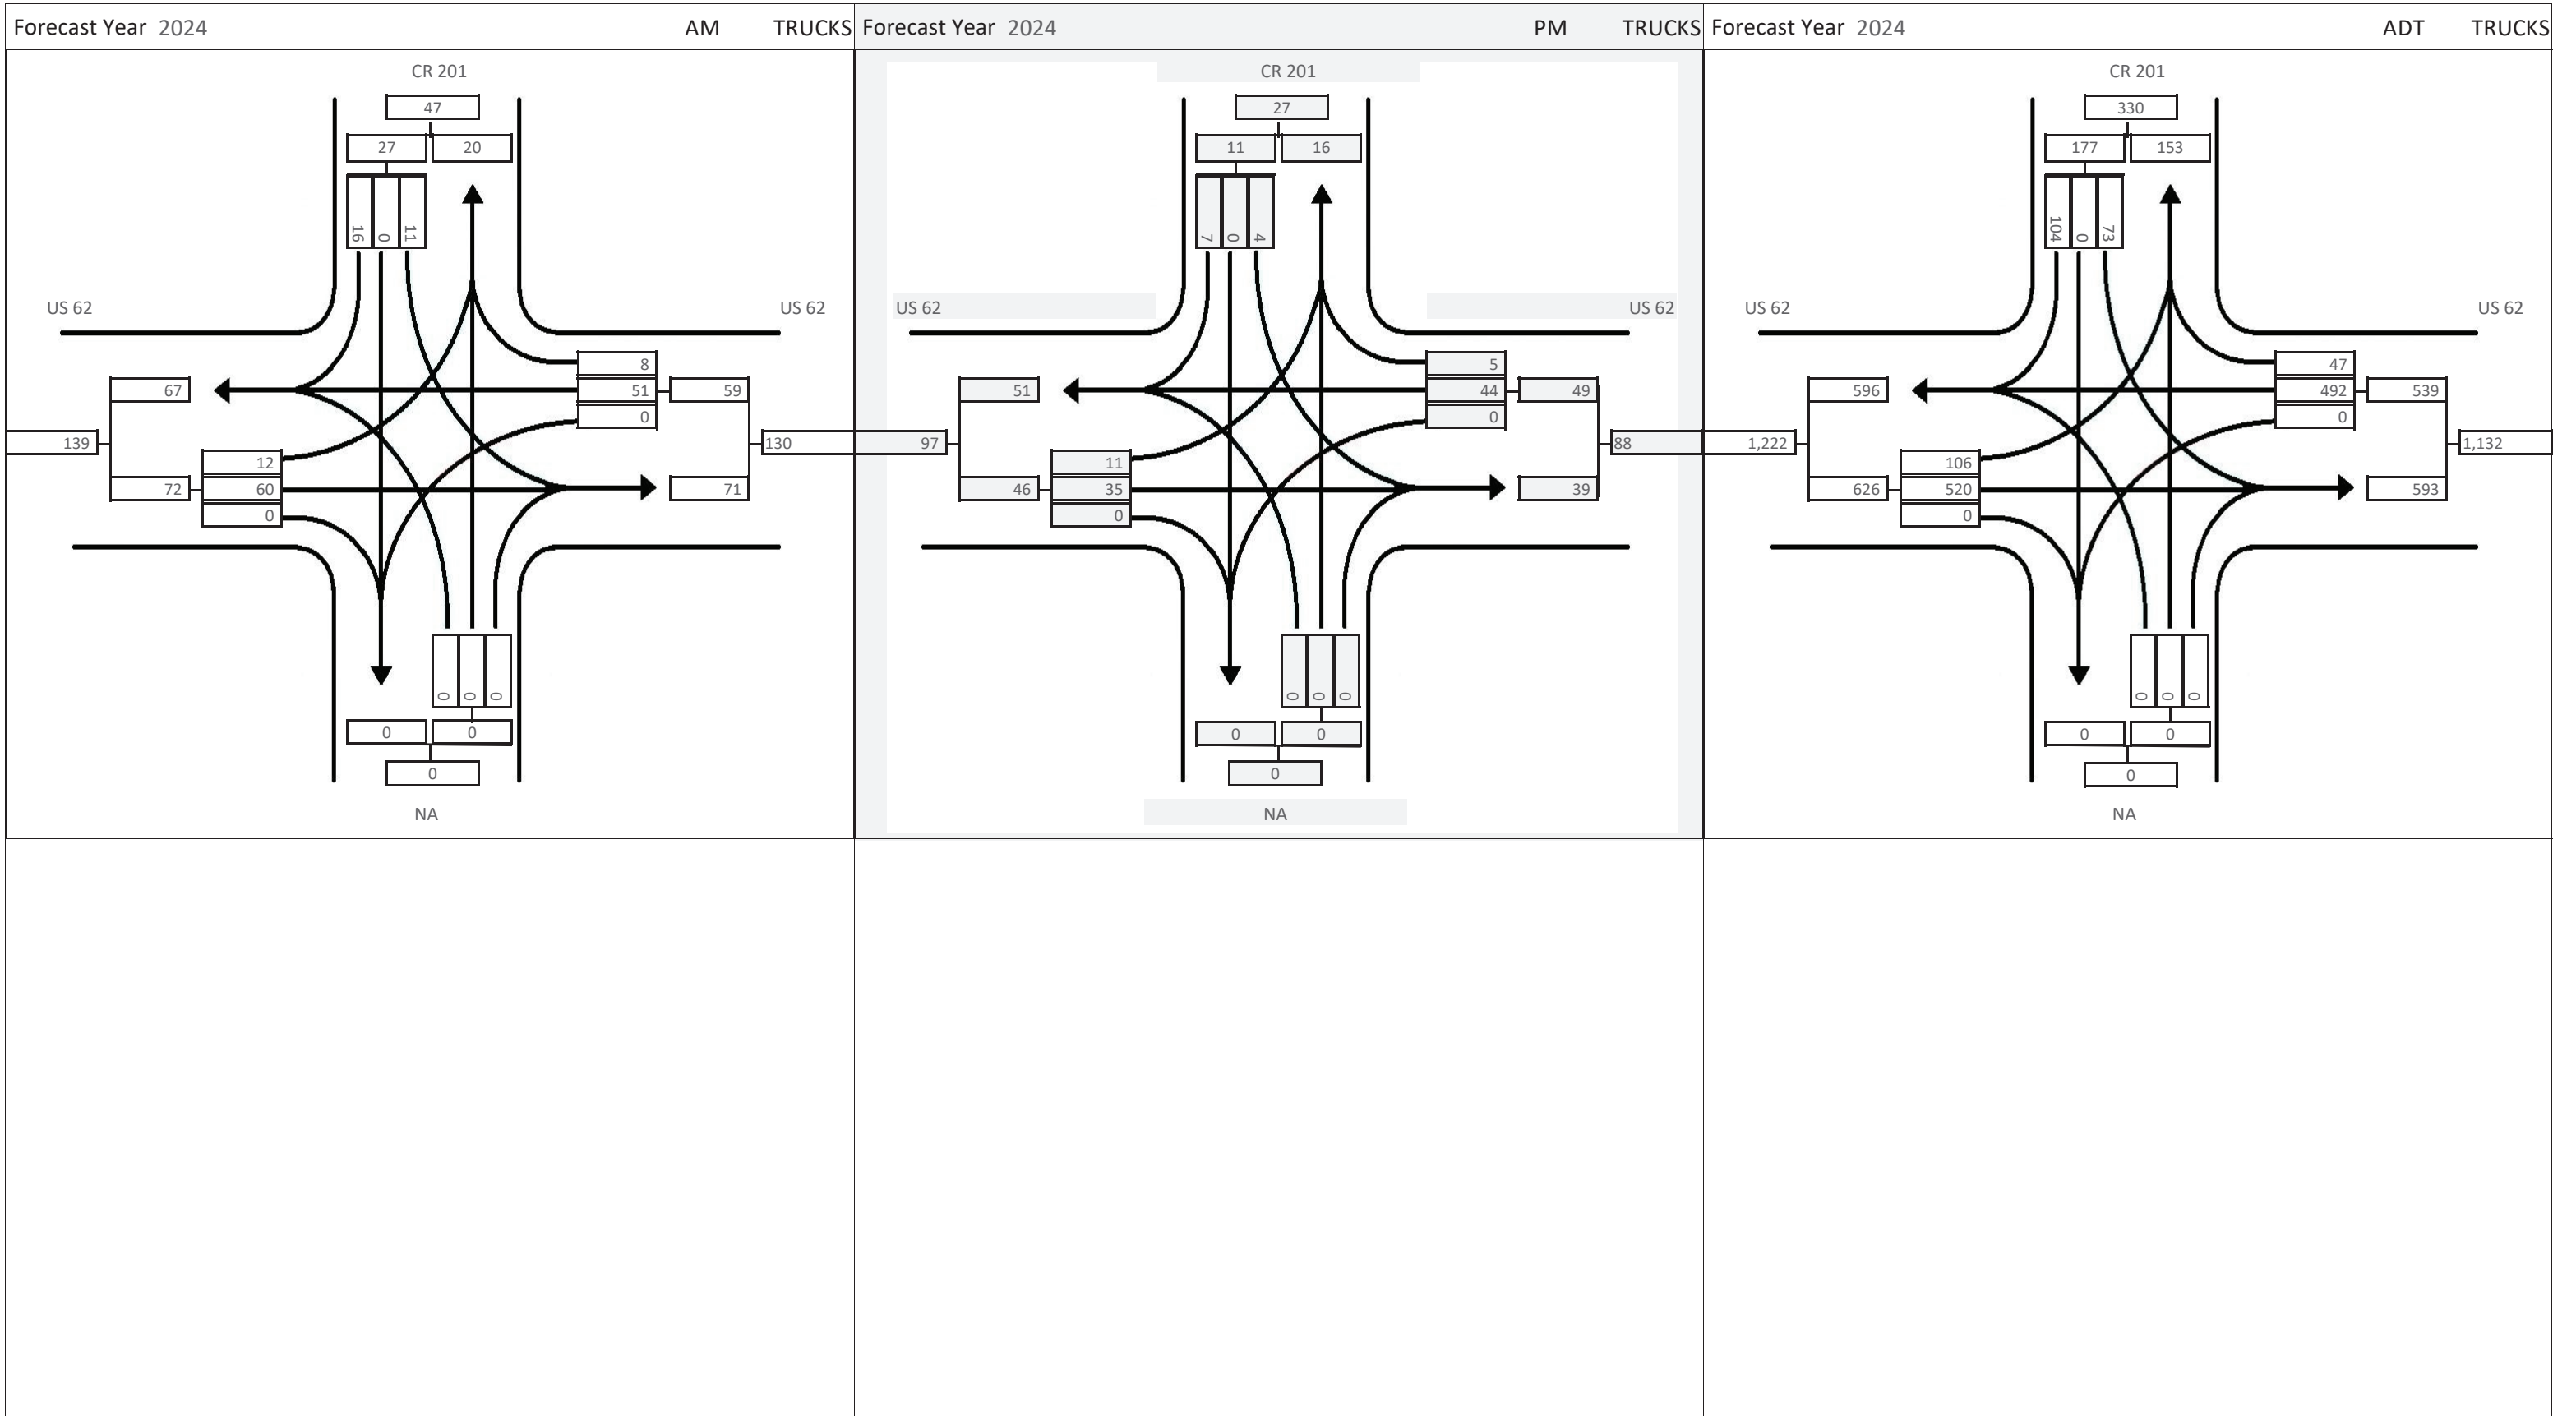 Forecast Year 2024 AM TRUCKS
CR 201
47
27 20
16 0 11
US 62 US 62
8
67 51 59
0
139 130
12
72 60 71
0
0 0 0
0 0
0
NA
Forecast Year 2024 PM TRUCKS
CR 201
27
11 16
7 0 4
US 62 US 62
5
51 44 49
0
97 88
11
46 35 39
0
0 0 0
0 0
0
NA
Forecast Year 2024 ADT TRUCKS
CR 201
330
177 153
104 0 73
US 62 US 62
47
596 492 539
0
1,222 1,132
106
626 520 593
0
0 0 0
0 0
0
NA